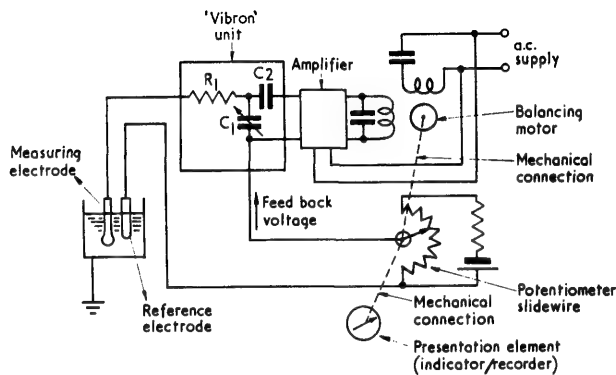 'Vibron'
unit
R1
C2
C1
Amplifier
a.c.
supply
Balancing
motor
Mechanical
connection
Measuring
electrode
Feed back
voltage
Reference
electrode
Potentiometer
slidewire
Mechanical
connection
Presentation element
(indicator/recorder)